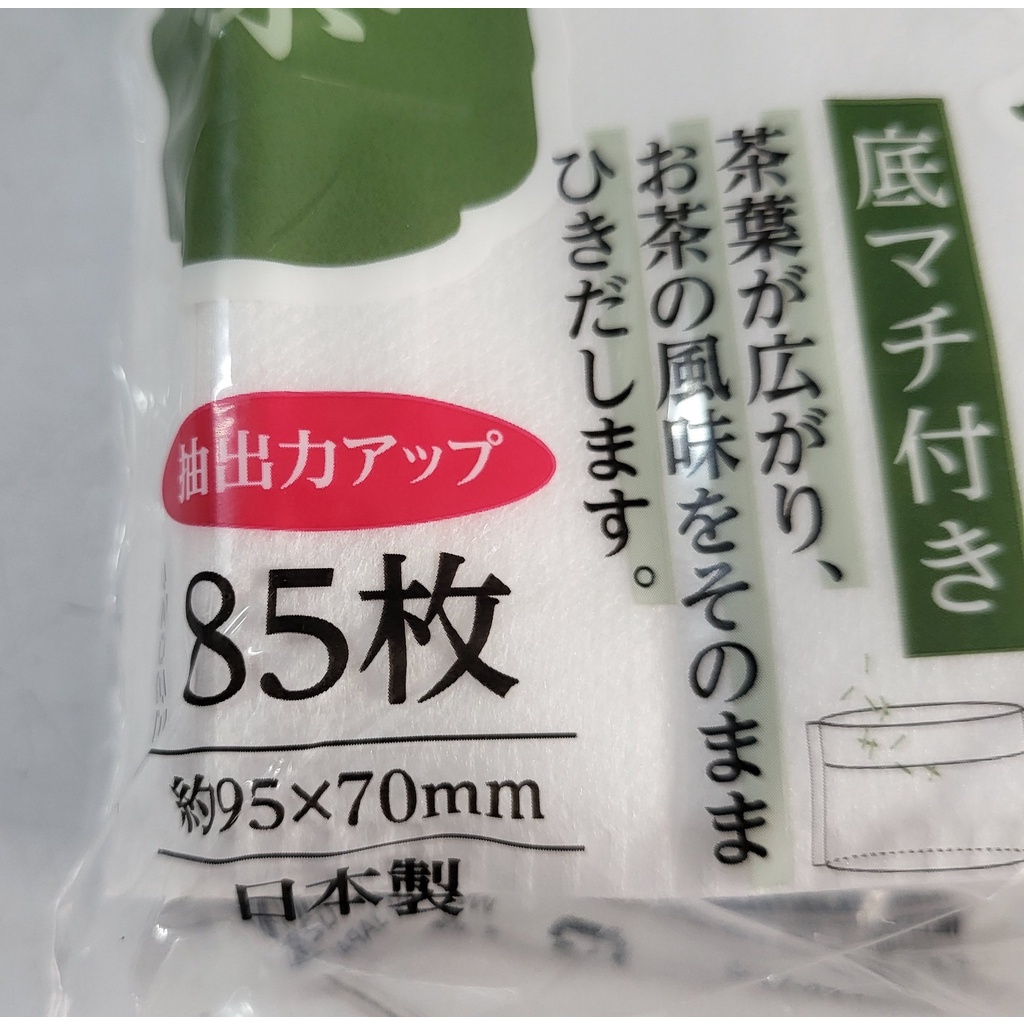 底マチ付き
茶葉が広がり、
お茶の風味をそのまま
ひきだします。
抽出力アップ
85枚
約95×70mm
日本製